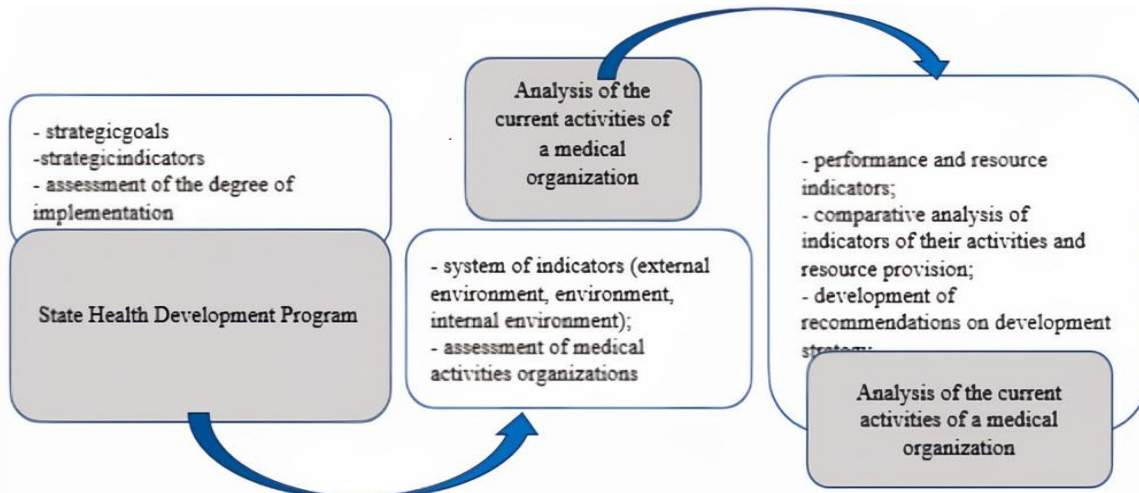 - strategicgoals
-strategicindicators
- assessment of the degree of
implementation
State Health Development Program
Analysis of the
current activities of
a medical
organization
- system of indicators (external
environment, environment,
internal environment);
- assessment of medical
activities organizations
- performance and resource
indicators;
- comparative analysis of
indicators of their activities and
resource provision;
- development of
recommendations on development
strategy
Analysis of the current
activities of a medical
organization